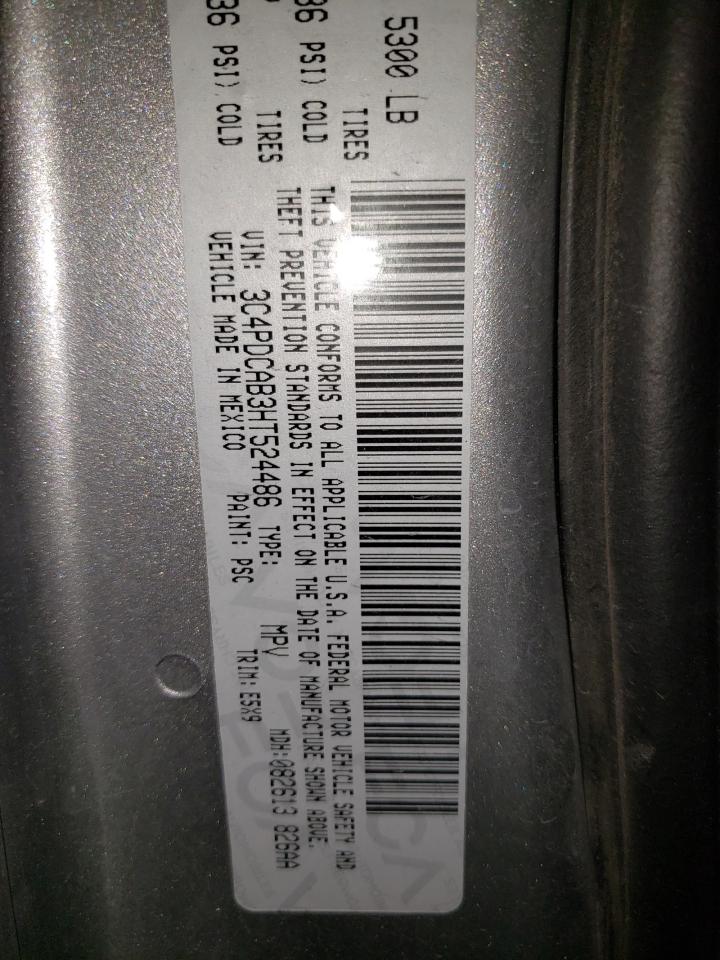 5300 LB
TIRES
36 PSI) COLD
TIRES
36 PSI) COLD
THIS VEHICLE CONFORMS TO ALL APPLICABLE U.S.A. FEDERAL MOTOR VEHICLE SAFETY AND
THEFT PREVENTION STANDARDS IN EFFECT ON THE DATE OF MANUFACTURE SHOWN ABOVE.
VIN: 3C4PDCAB3HT524486 TYPE: MPV MDH:082613 826AA
VEHICLE MADE IN MEXICO PAINT: PSC TRIM: E5X9